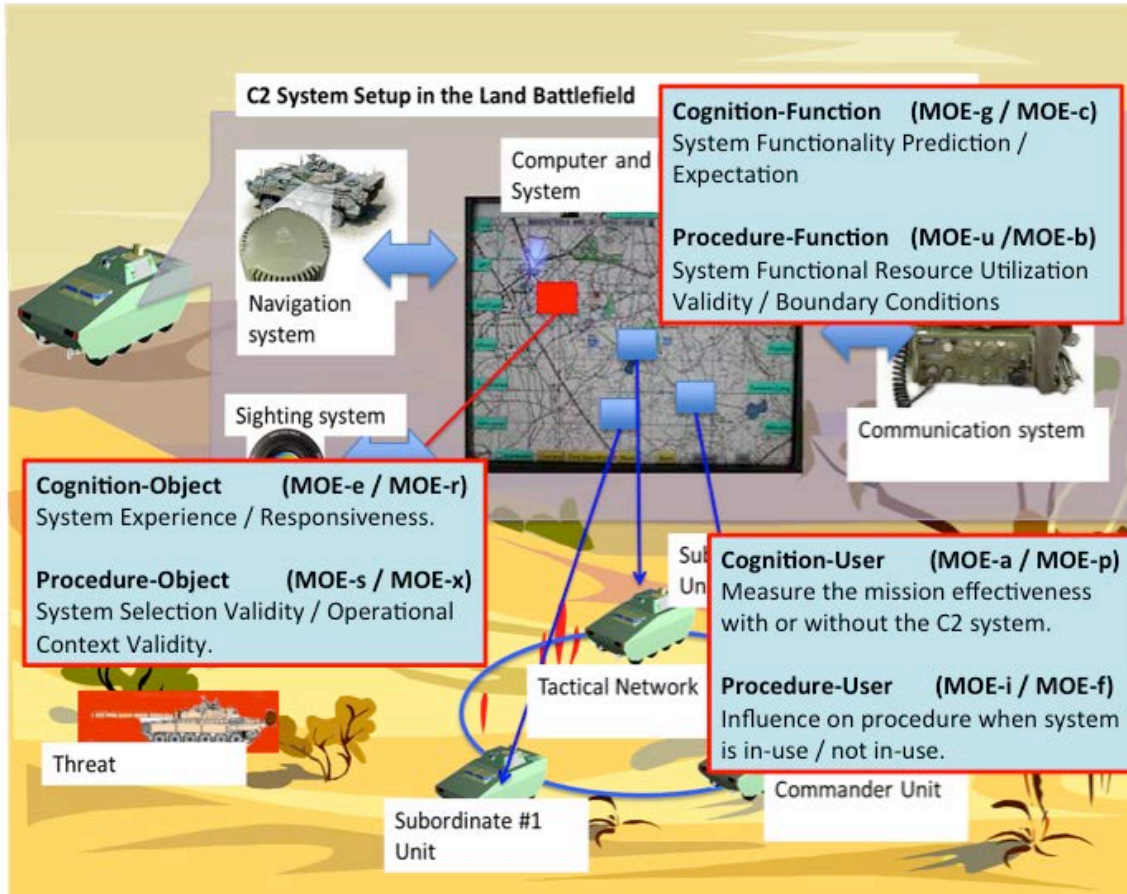 C2 System Setup in the Land Battlefield
Cognition-Function (MOE-g / MOE-c)
System Functionality Prediction /
Expectation
Procedure-Function (MOE-u /MOE-b)
System Functional Resource Utilization
Validity / Boundary Conditions
Computer and
System
Navigation
system
Sighting system
Communication system
Cognition-Object (MOE-e / MOE-r)
System Experience / Responsiveness.
Procedure-Object (MOE-s / MOE-x)
System Selection Validity / Operational
Context Validity.
Cognition-User (MOE-a / MOE-p)
Measure the mission effectiveness
with or without the C2 system.
Procedure-User (MOE-i / MOE-f)
Influence on procedure when system
is in-use / not in-use.
Tactical Network
Threat
Commander Unit
Subordinate #1
Unit